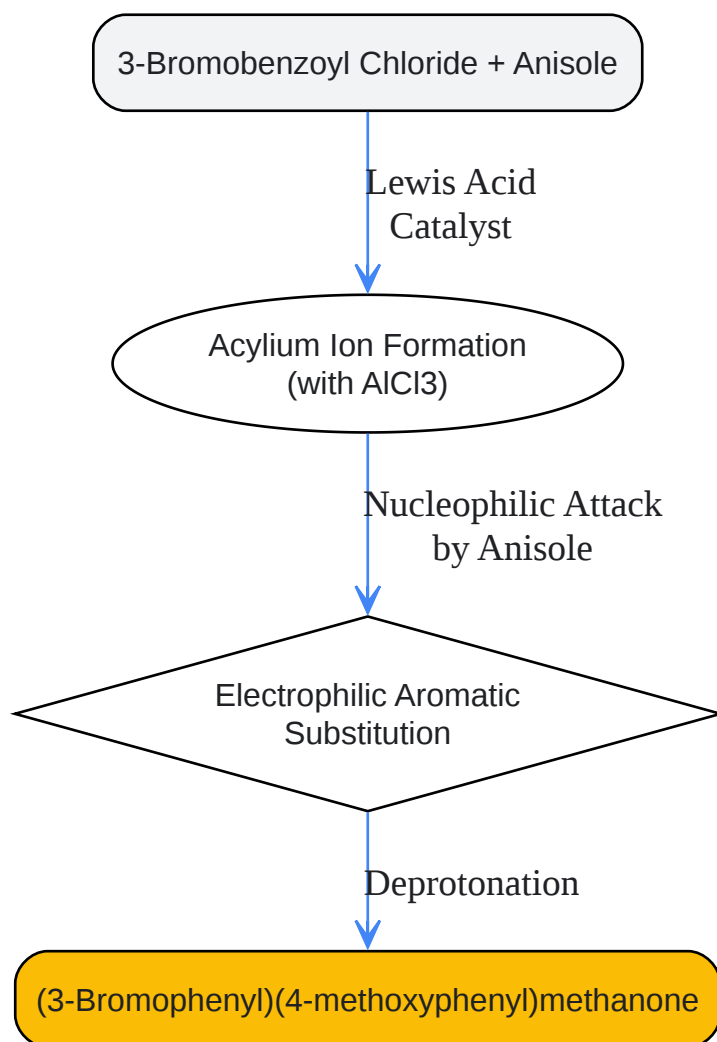 3-Bromobenzoyl Chloride + Anisole
Lewis Acid
Catalyst
Acylium Ion Formation
(with AlCl3)
Nucleophilic Attack
by Anisole
Electrophilic Aromatic
Substitution
Deprotonation
(3-Bromophenyl)(4-methoxyphenyl)methanone